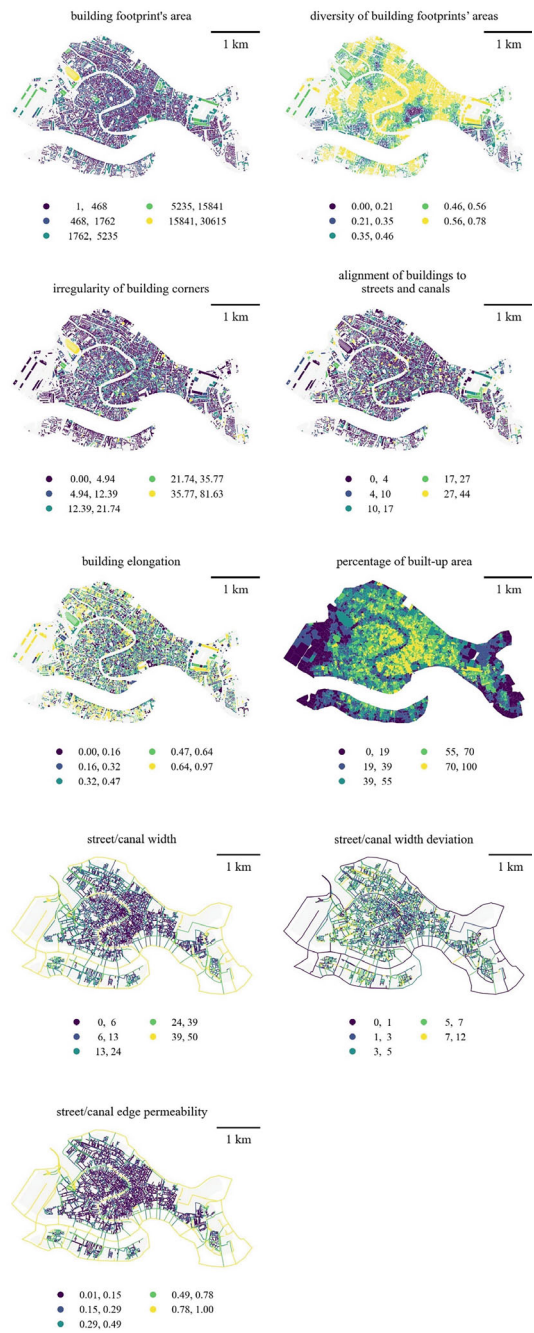 building footprint's area
1 km
1, 468
468, 1762
1762, 5235
5235, 15841
15841, 30615
diversity of building footprints’ areas
1 km
0.00, 0.21
0.21, 0.35
0.35, 0.46
0.46, 0.56
0.56, 0.78
irregularity of building corners
1 km
0.00, 4.94
4.94, 12.39
12.39, 21.74
21.74, 35.77
35.77, 81.63
alignment of buildings to
streets and canals
1 km
0, 4
4, 10
10, 17
17, 27
27, 44
building elongation
1 km
0.00, 0.16
0.16, 0.32
0.32, 0.47
0.47, 0.64
0.64, 0.97
percentage of built-up area
1 km
0, 19
19, 39
39, 55
55, 70
70, 100
street/canal width
1 km
0, 6
6, 13
13, 24
24, 39
39, 50
street/canal width deviation
1 km
0, 1
1, 3
3, 5
5, 7
7, 12
street/canal edge permeability
1 km
0.01, 0.15
0.15, 0.29
0.29, 0.49
0.49, 0.78
0.78, 1.00